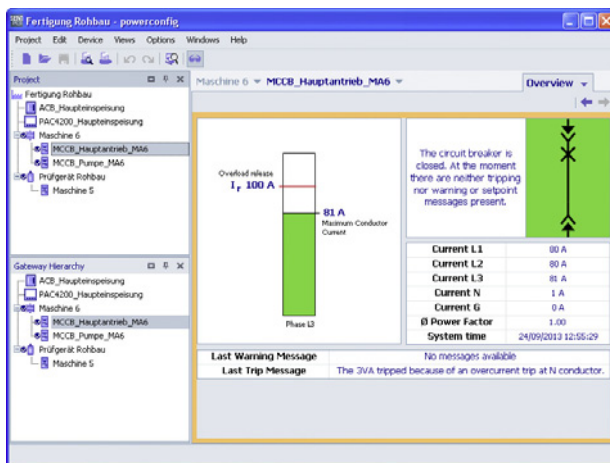 Fertigung Rohbau - powerconfig
Project Edit Device Views Options Windows Help
Project
Fertigung Rohbau
ACB_Haupteinspeisung
PAC4200_Haupteinspeisung
Maschine 6
MCCB_Hauptantrieb_MA6
MCCB_Pumpe_MA6
Prüfgerät Rohbau
Maschine 5
Gateway Hierarchy
ACB_Haupteinspeisung
PAC4200_Haupteinspeisung
Maschine 6
MCCB_Hauptantrieb_MA6
MCCB_Pumpe_MA6
Prüfgerät Rohbau
Maschine 5
Maschine 6 MCCB_Hauptantrieb_MA6
Overview
Overload release
Ir 100 A
81 A
Maximum Conductor
Current
Phase L3
The circuit breaker is
closed. At the moment
there are neither tripping
nor warning or setpoint
messages present.
Current L1 80 A
Current L2 80 A
Current L3 81 A
Current N 1 A
Current G 0 A
Ø Power Factor 1.00
System time 24/09/2013 12:55:29
Last Warning Message No messages available
Last Trip Message The 3VA tripped because of an overcurrent trip at N conductor.